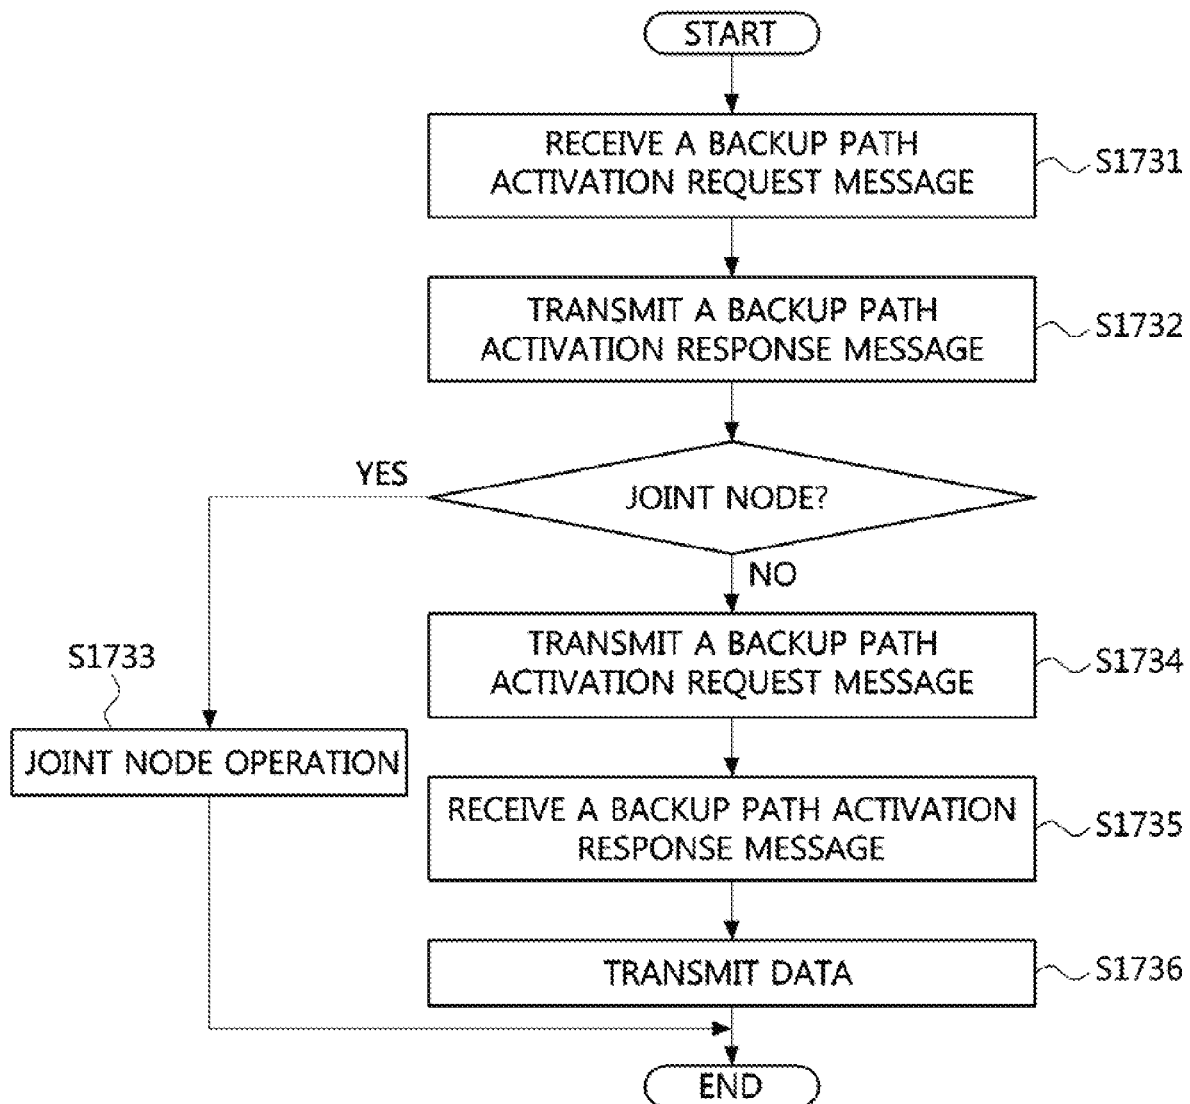 START
RECEIVE A BACKUP PATH
ACTIVATION REQUEST MESSAGE
S1731
TRANSMIT A BACKUP PATH
ACTIVATION RESPONSE MESSAGE
S1732
YES
JOINT NODE?
NO
TRANSMIT A BACKUP PATH
ACTIVATION REQUEST MESSAGE
S1734
S1733
JOINT NODE OPERATION
RECEIVE A BACKUP PATH ACTIVATION
RESPONSE MESSAGE
S1735
TRANSMIT DATA
S1736
END